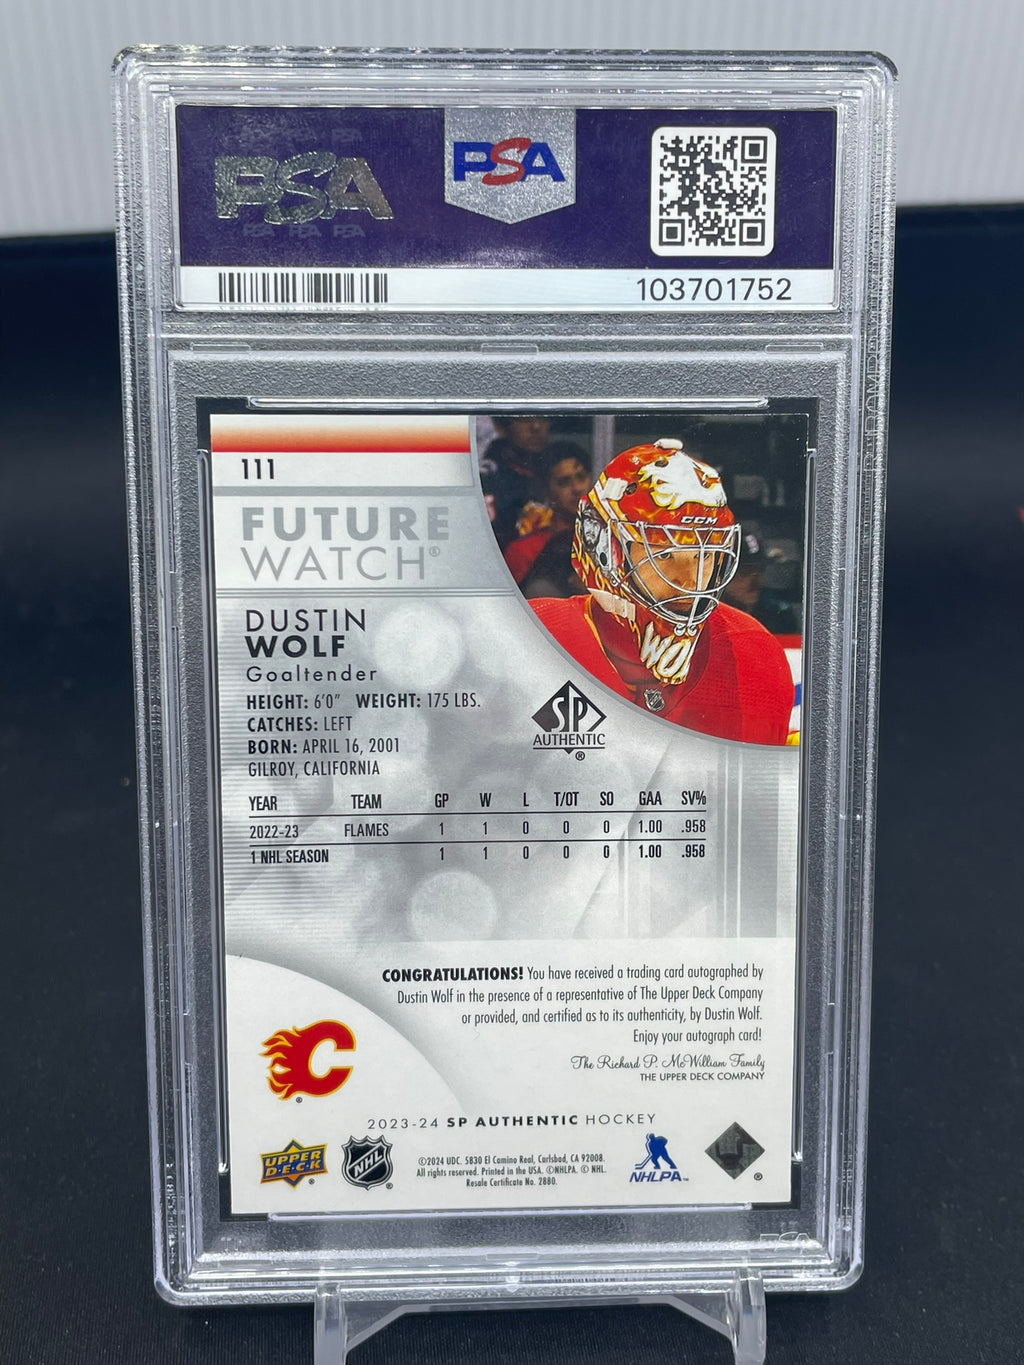 PSA
PSA
PSA PSA PSA
103701752
111
FUTURE
WATCH®
CCM
WOL
DUSTIN
WOLF
Goaltender
HEIGHT: 6'0" WEIGHT: 175 LBS.
CATCHES: LEFT
BORN: APRIL 16, 2001
GILROY, CALIFORNIA
SP
AUTHENTIC
®
YEAR TEAM GP W L T/OT SO GAA SV%
2022-23 FLAMES 1 1 0 0 0 1.00 .958
1 NHL SEASON 1 1 0 0 0 1.00 .958
CONGRATULATIONS! You have received a trading card autographed by
Dustin Wolf in the presence of a representative of The Upper Deck Company
or provided, and certified as to its authenticity, by Dustin Wolf.
Enjoy your autograph card!
The Richard P. McWilliam Family
THE UPPER DECK COMPANY
C
®
2023-24 SP AUTHENTIC HOCKEY
UPPER
D·E·C·K
®
NHL
®
©2024 UDC. 5830 El Camino Real, Carlsbad, CA 92008.
All rights reserved. Printed in the USA. ©NHLPA. © NHL.
Resale Certificate No. 2880.
NHLPA™
®
PSA